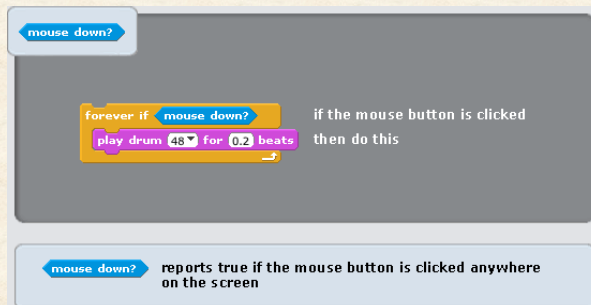 mouse down?
forever if mouse down? if the mouse button is clicked
play drum 48 for 0.2 beats then do this
mouse down? reports true if the mouse button is clicked anywhere
on the screen